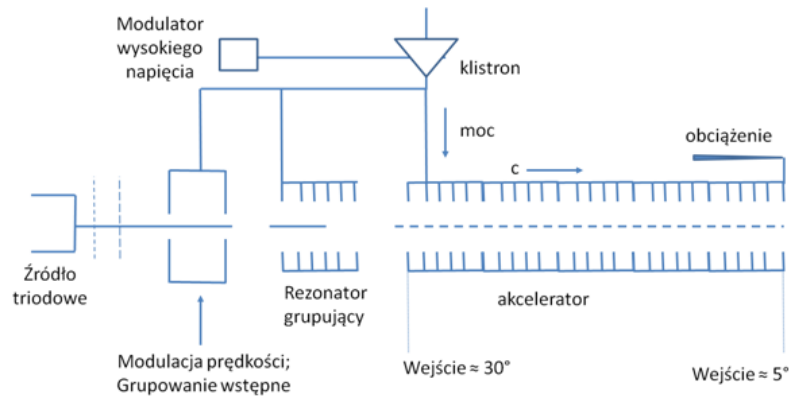 Modulator
wysokiego
napięcia
klistron
moc
obciążenie
c
Źródło
triodowe
Rezonator
grupujący
akcelerator
Modulacja prędkości;
Grupowanie wstępne
Wejście ≈ 30°
Wejście ≈ 5°